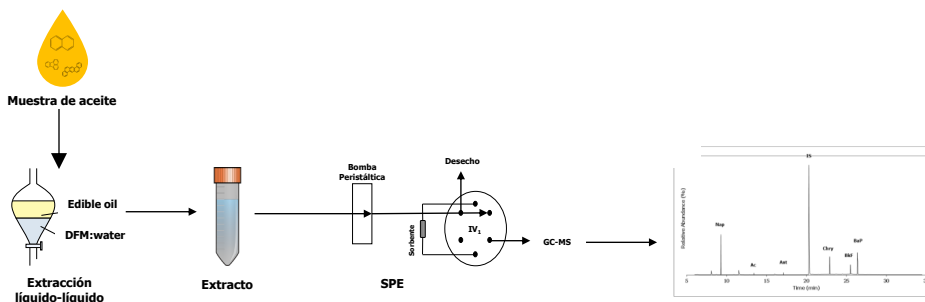 Muestra de aceite
Edible oil
DFM:water
Extracción
líquido-líquido
Extracto
Bomba
Peristáltica
Sorbente
SPE
Desecho
IV1
GC-MS
IS
Nap
Ac
Ant
Chry
BkF
BaP
Relative Abundance (%)
5 10 15 20 25 30 35
Time (min)